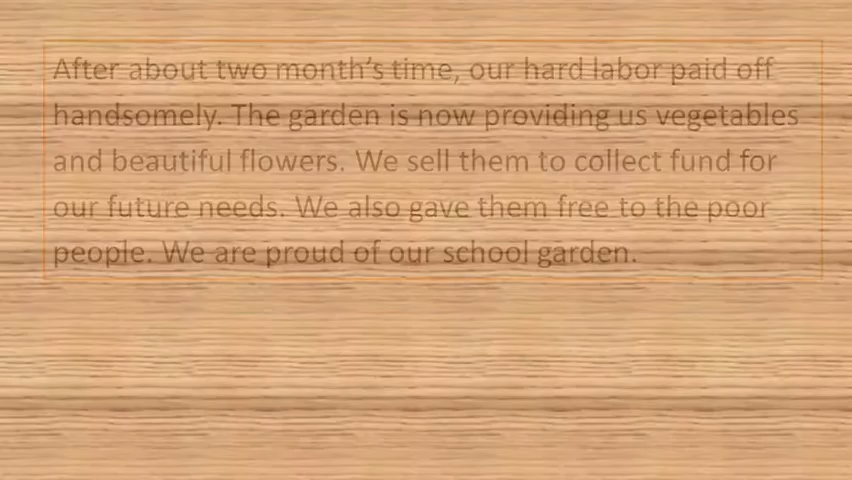 After about two month's time, our hard labor paid off
handsomely. The garden is now providing us vegetables
and beautiful flowers. We sell them to collect fund for
our future needs. We also gave them free to the poor
people. We are proud of our school garden.